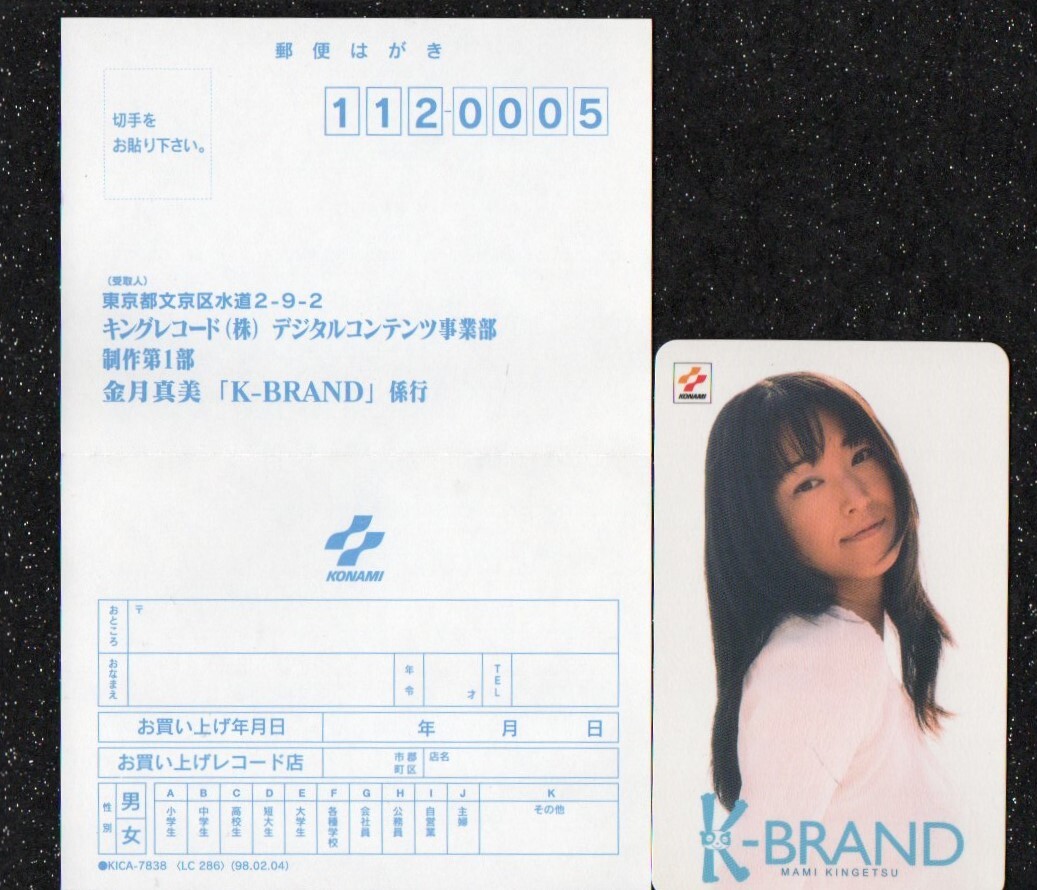 郵便はがき
112-0005
切手を
お貼り下さい。
(受取人)
東京都文京区水道2-9-2
キングレコード(株) デジタルコンテンツ事業部
制作第1部
金月真美「K-BRAND」係行
KONAMI
おところ 〒
おなまえ 年令 才 TEL
お買い上げ年月日 年 月 日
お買い上げレコード店 市郡町区 店名
性別 男 女
A B C D E F G H I J K
小学生 中学生 高校生 短大生 大学生 各種学校 会社員 公務員 自営業 主婦 その他
●KICA-7838 〈LC 286〉(98.02.04)
KONAMI
K-BRAND
MAMI KINGETSU